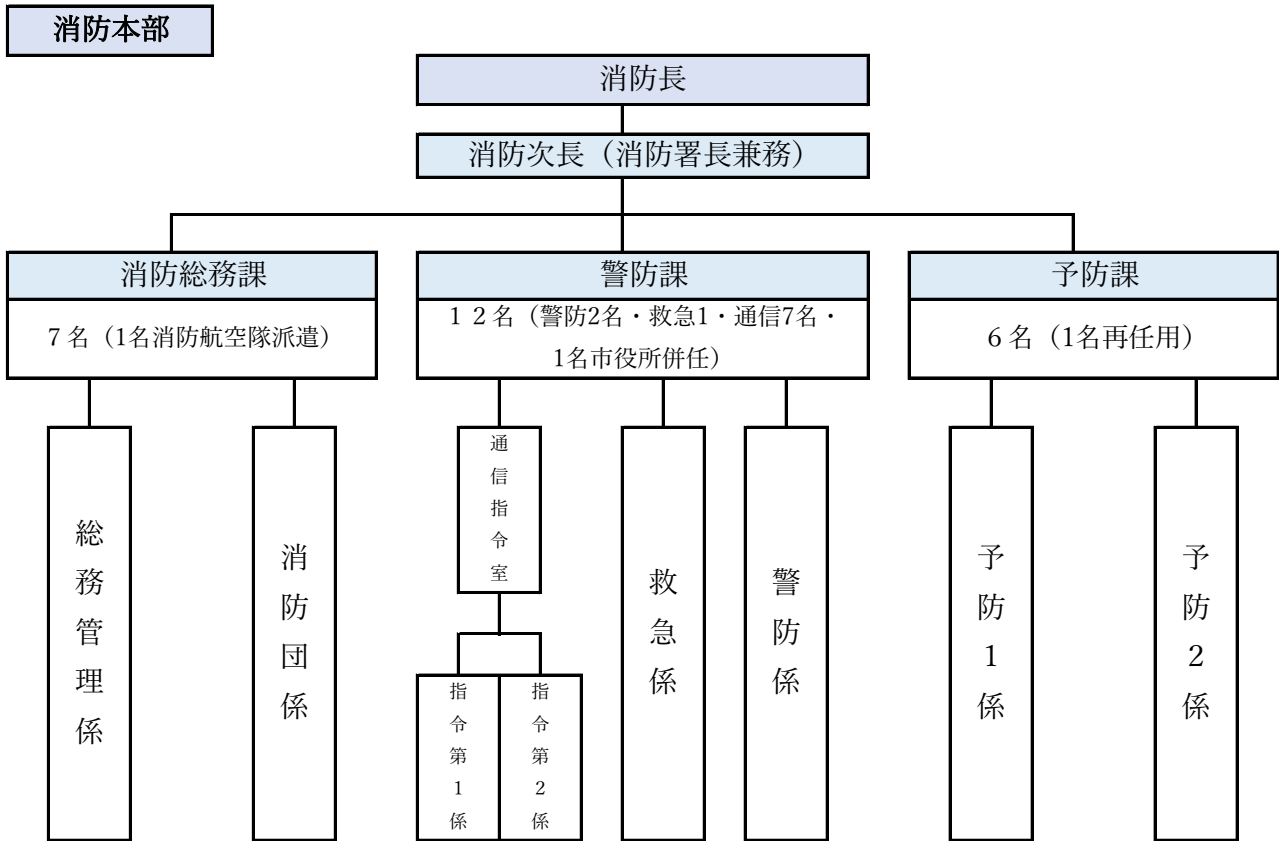 消防本部
消防長
消防次長（消防署長兼務）
消防総務課
７名（1名消防航空隊派遣）
警防課
１２名（警防2名・救急1・通信7名・
1名市役所併任）
予防課
６名（1名再任用）
総務管理係
消防団係
通信指令室
指令第1係
指令第2係
救急係
警防係
予防1係
予防2係